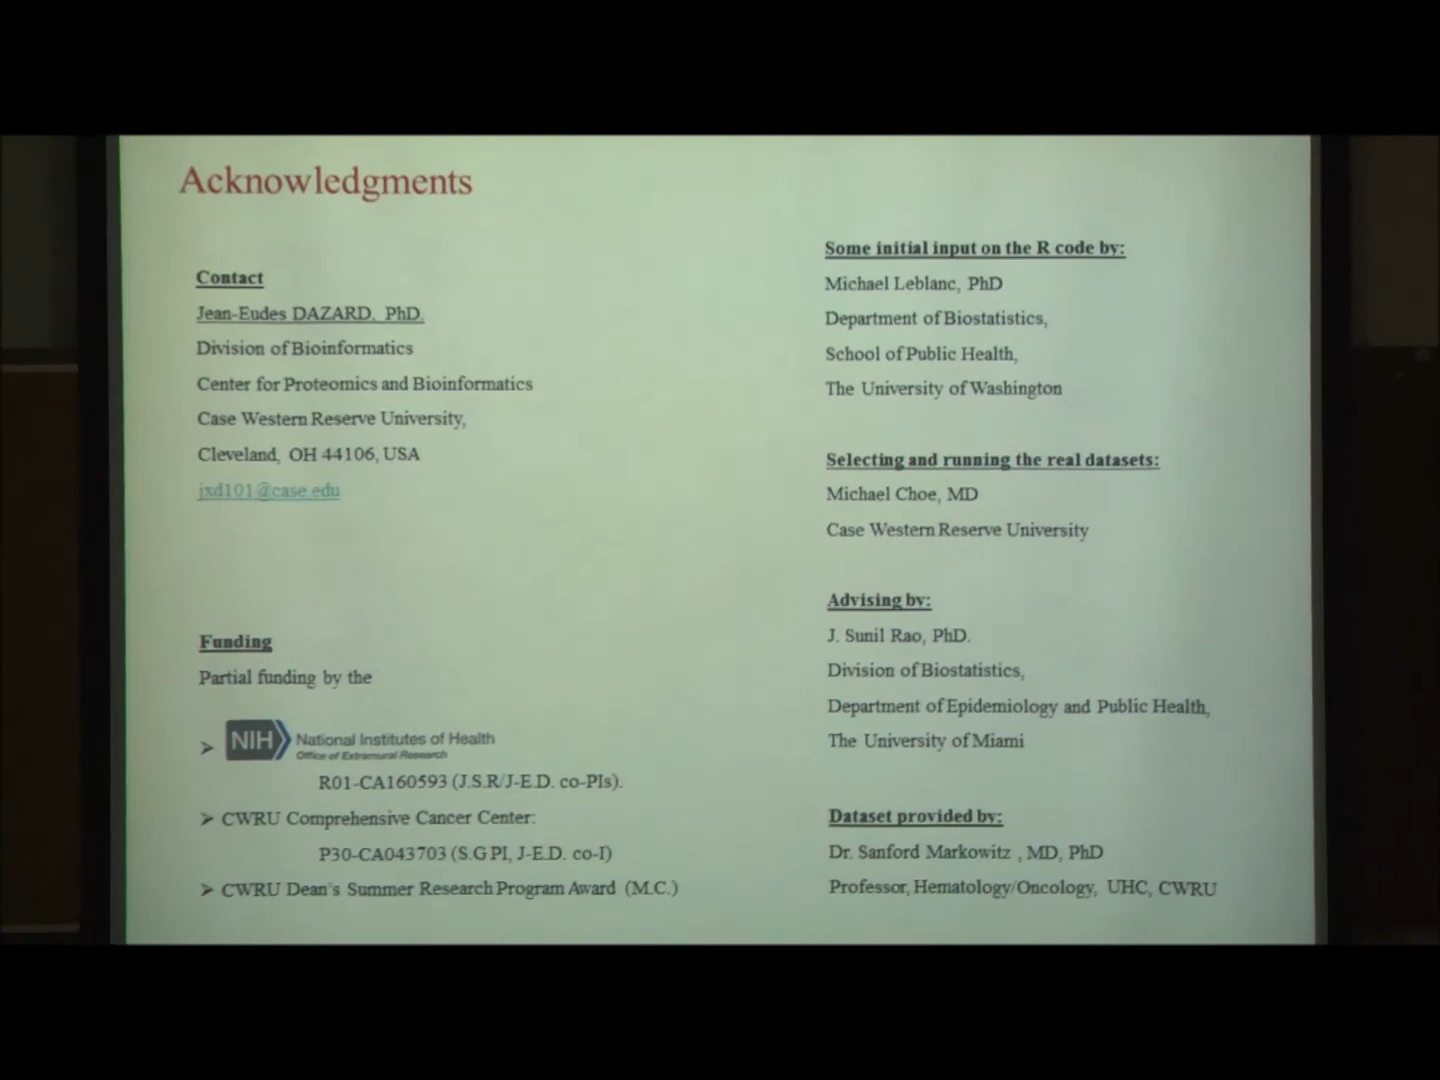 Acknowledgments
Contact
Jean-Eudes DAZARD, PhD.
Division of Bioinformatics
Center for Proteomics and Bioinformatics
Case Western Reserve University,
Cleveland, OH 44106, USA
jxd101@case.edu
Funding
Partial funding by the
➢ NIH National Institutes of Health
Office of Extramural Research
R01-CA160593 (J.S.R/J-E.D. co-PIs).
➢ CWRU Comprehensive Cancer Center:
P30-CA043703 (S.G PI, J-E.D. co-I)
➢ CWRU Dean's Summer Research Program Award (M.C.)
Some initial input on the R code by:
Michael Leblanc, PhD
Department of Biostatistics,
School of Public Health,
The University of Washington
Selecting and running the real datasets:
Michael Choe, MD
Case Western Reserve University
Advising by:
J. Sunil Rao, PhD.
Division of Biostatistics,
Department of Epidemiology and Public Health,
The University of Miami
Dataset provided by:
Dr. Sanford Markowitz , MD, PhD
Professor, Hematology/Oncology, UHC, CWRU